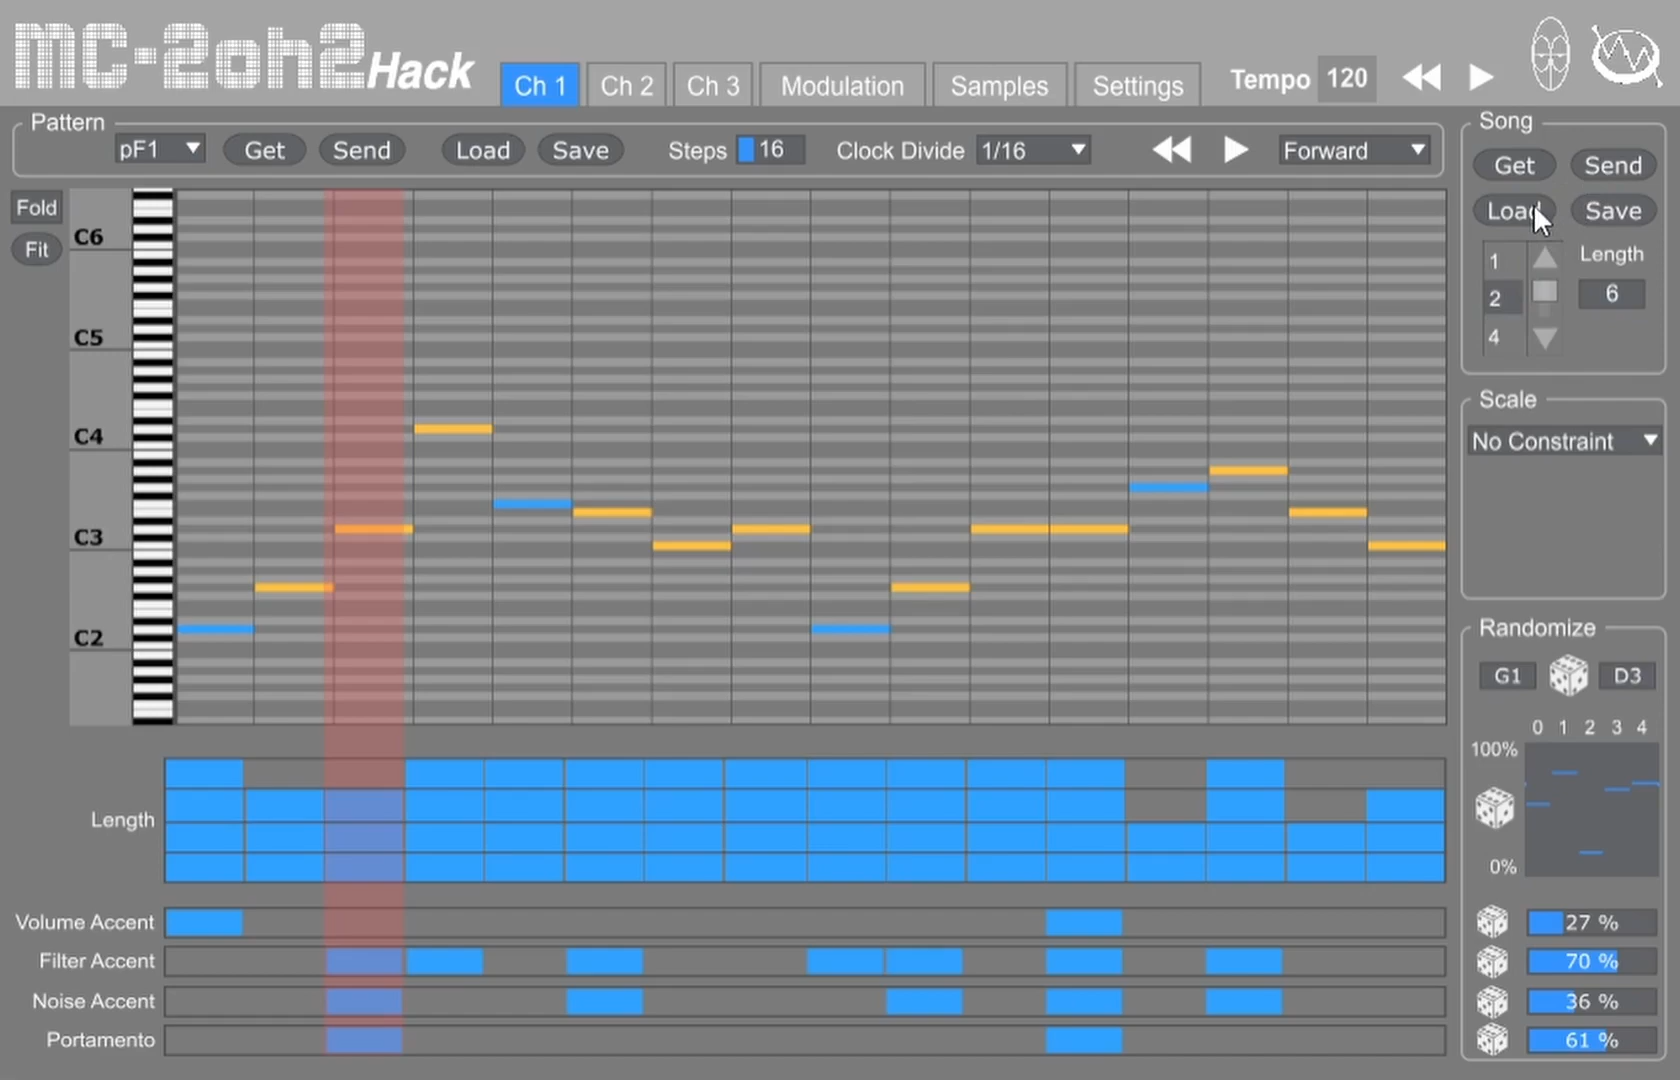 MC-2oh2 Hack
Ch 1 Ch 2 Ch 3 Modulation Samples Settings Tempo 120
Pattern
pF1 Get Send Load Save Steps 16 Clock Divide 1/16 Forward
Fold
Fit
C6
C5
C4
C3
C2
Length
Volume Accent
Filter Accent
Noise Accent
Portamento
Song
Get Send
Load Save
1
2
4
Length
6
Scale
No Constraint
Randomize
G1 D3
0 1 2 3 4
100%
0%
27 %
70 %
36 %
61 %